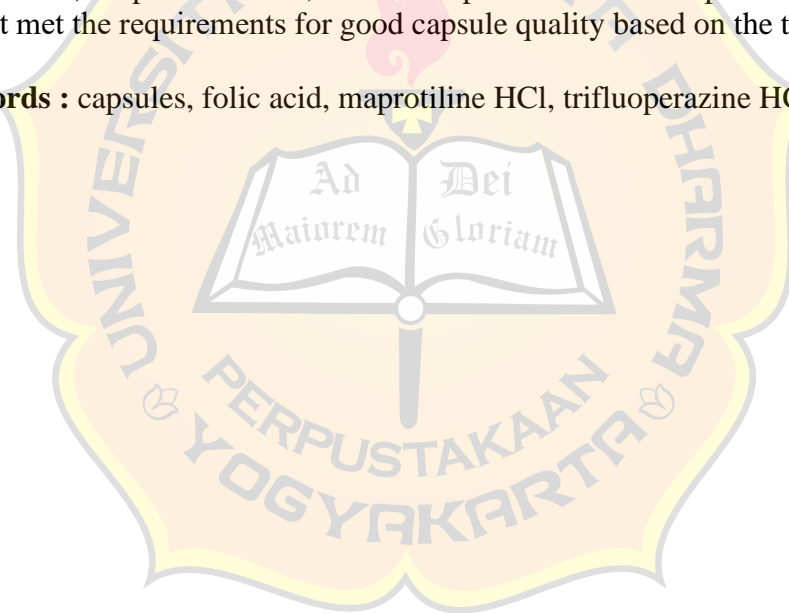 t met the requirements for good capsule quality based on the t
ords : capsules, folic acid, maprotiline HCl, trifluoperazine HC
Ad Dei
Maiorem Gloriam
DHARMA
PERPUSTAKAAN
YOGYAKARTA